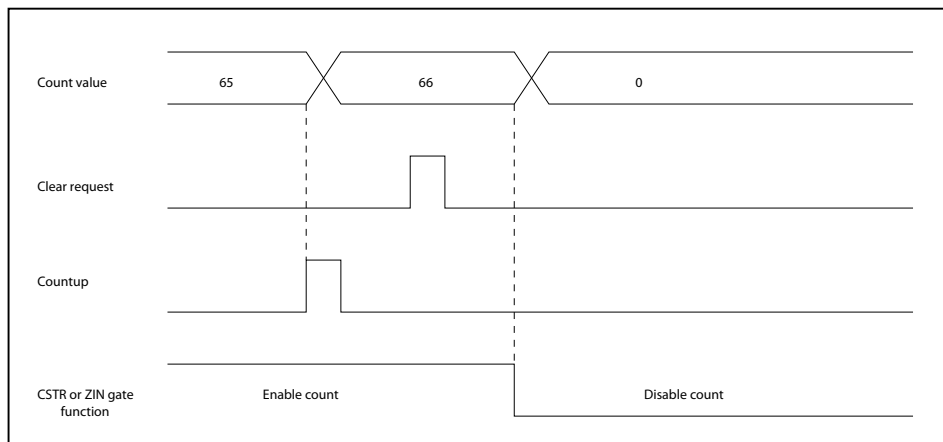 Count value
65
66
0
Clear request
Countup
CSTR or ZIN gate
function
Enable count
Disable count